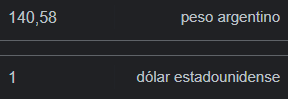 140,58 peso argentino
1 dólar estadounidense